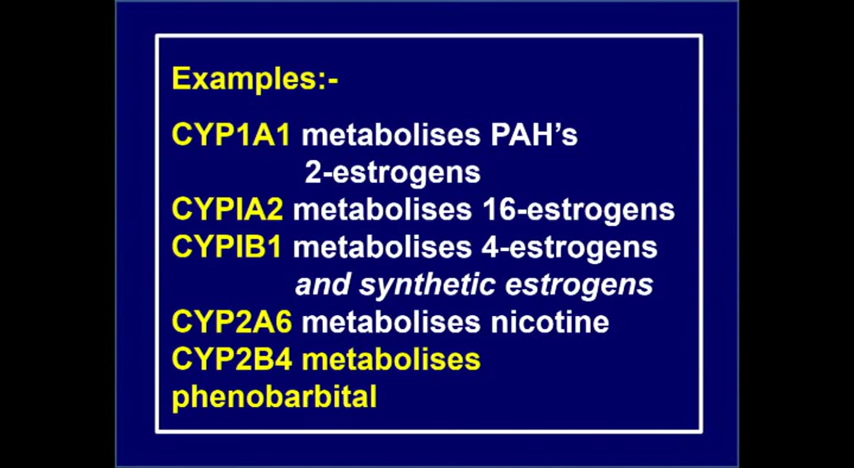 Examples:-
CYP1A1 metabolises PAH's
2-estrogens
CYPIA2 metabolises 16-estrogens
CYPIB1 metabolises 4-estrogens
and synthetic estrogens
CYP2A6 metabolises nicotine
CYP2B4 metabolises
phenobarbital